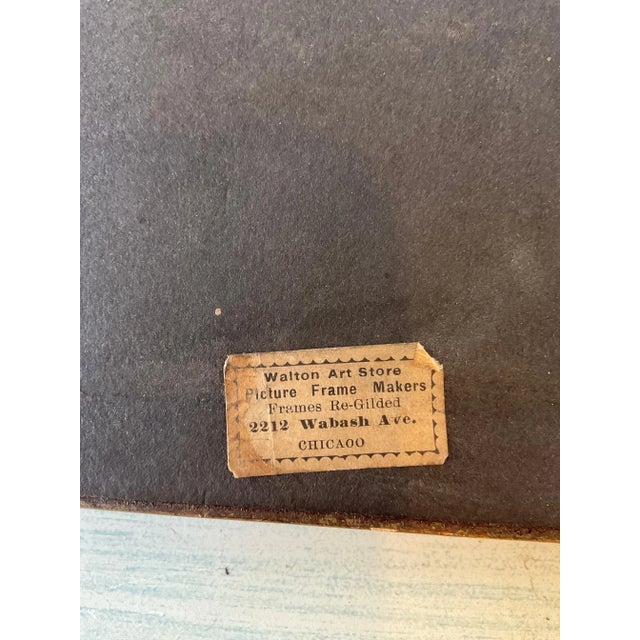 Walton Art Store
Picture Frame Makers
Frames Re-Gilded
2212 Wabash Ave.
CHICAOO